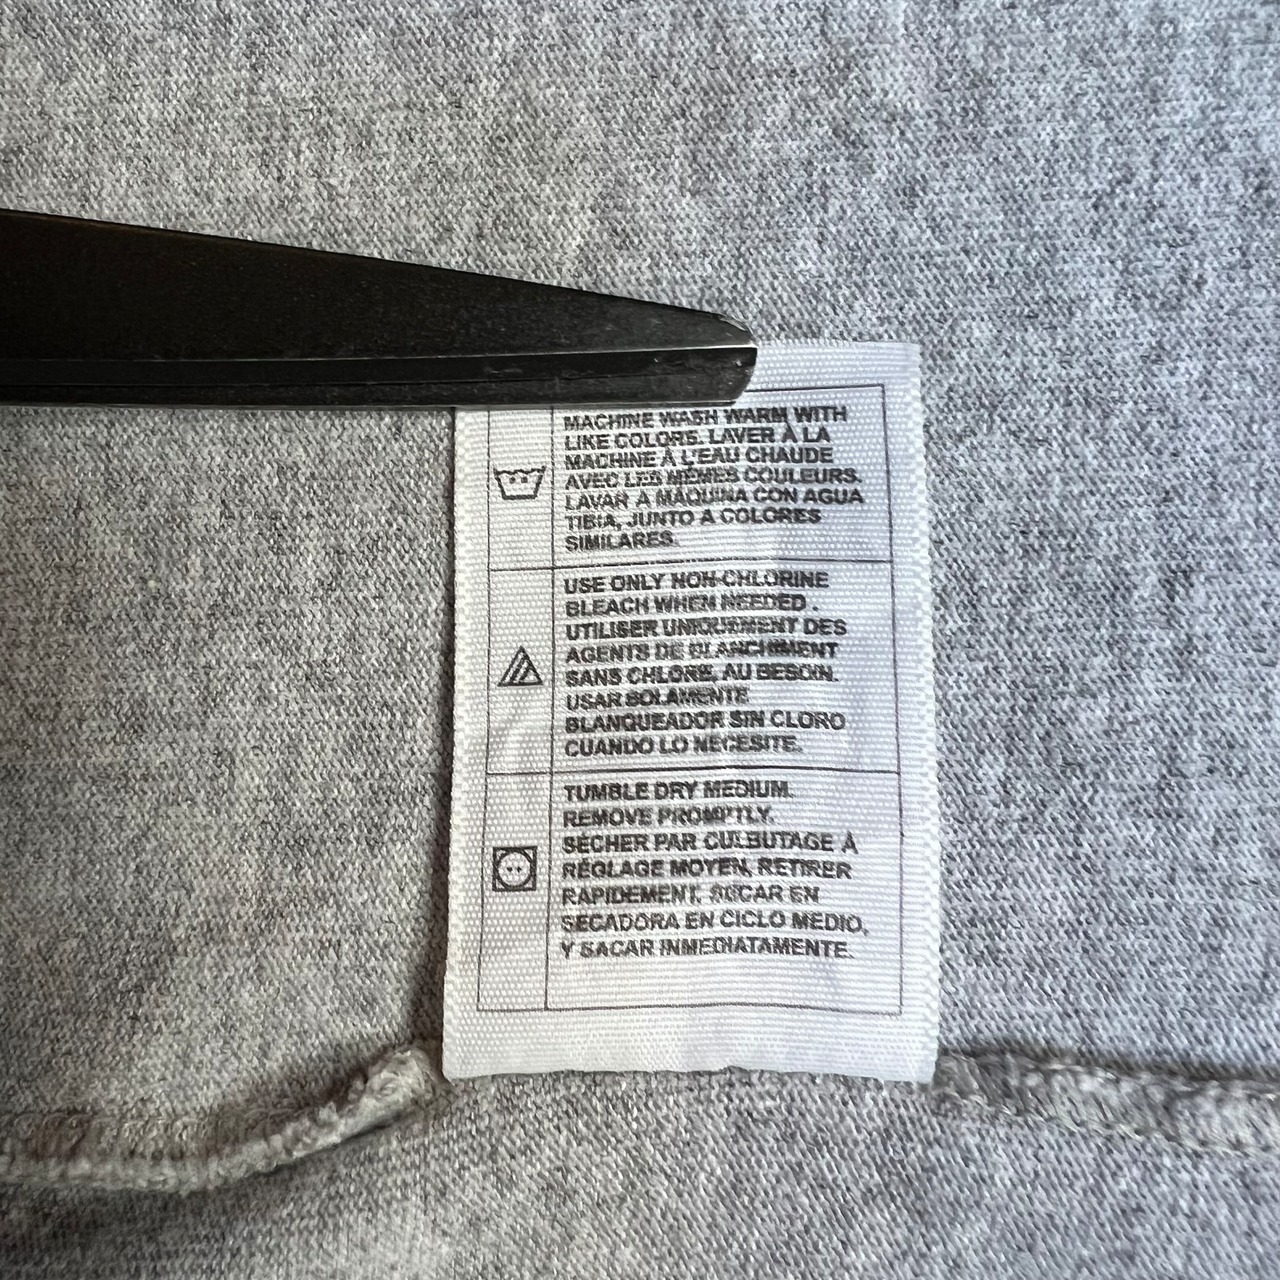 MACHINE WASH WARM WITH
LIKE COLORS. LAVER À LA
MACHINE À L'EAU CHAUDE
AVEC LES MÊMES COULEURS.
LAVAR A MÁQUINA CON AGUA
TIBIA, JUNTO A COLORES
SIMILARES.
USE ONLY NON-CHLORINE
BLEACH WHEN NEEDED .
UTILISER UNIQUEMENT DES
AGENTS DE BLANCHIMENT
SANS CHLORE, AU BESOIN.
USAR SOLAMENTE
BLANQUEADOR SIN CLORO
CUANDO LO NECESITE.
TUMBLE DRY MEDIUM.
REMOVE PROMPTLY.
SÉCHER PAR CULBUTAGE À
RÉGLAGE MOYEN, RETIRER
RAPIDEMENT. SECAR EN
SECADORA EN CICLO MEDIO,
Y SACAR INMEDIATAMENTE.